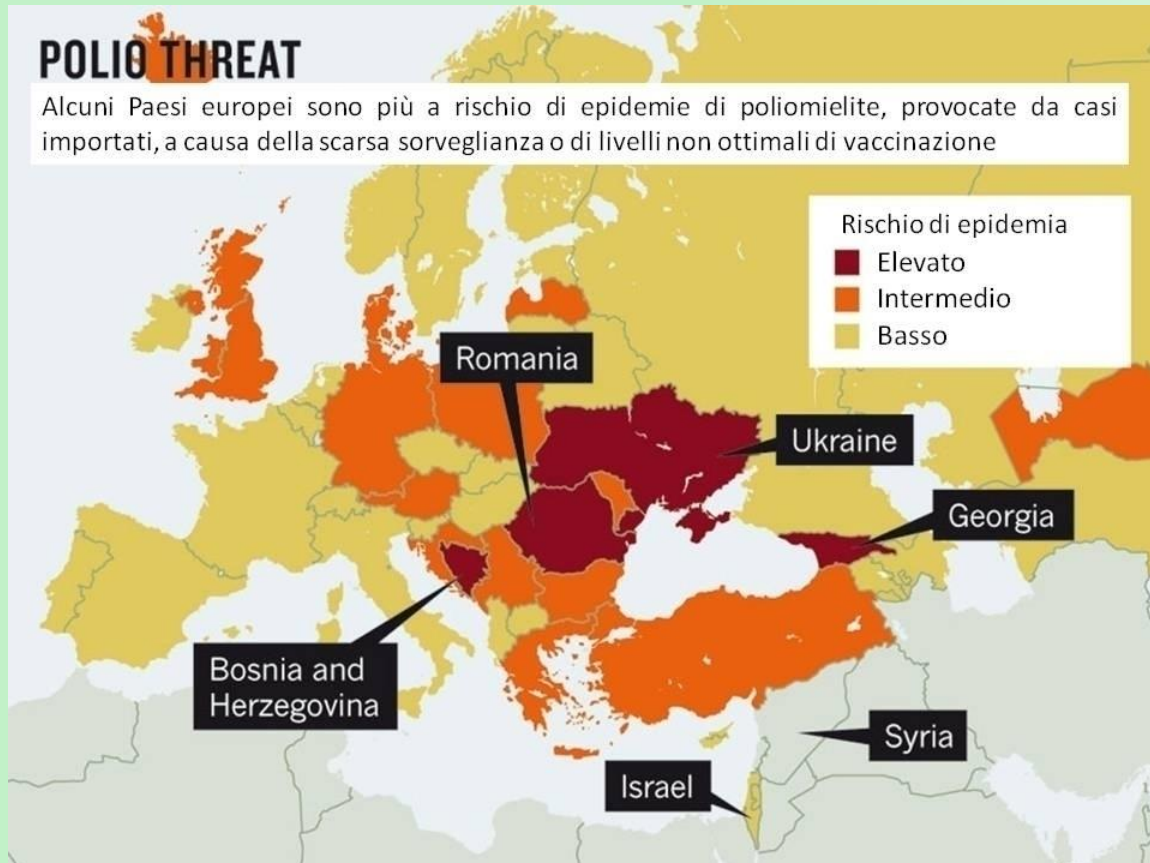 POLIO THREAT
Alcuni Paesi europei sono più a rischio di epidemie di poliomielite, provocate da casi
importati, a causa della scarsa sorveglianza o di livelli non ottimali di vaccinazione
Rischio di epidemia
Elevato
Intermedio
Basso
Romania
Ukraine
Georgia
Bosnia and
Herzegovina
Syria
Israel